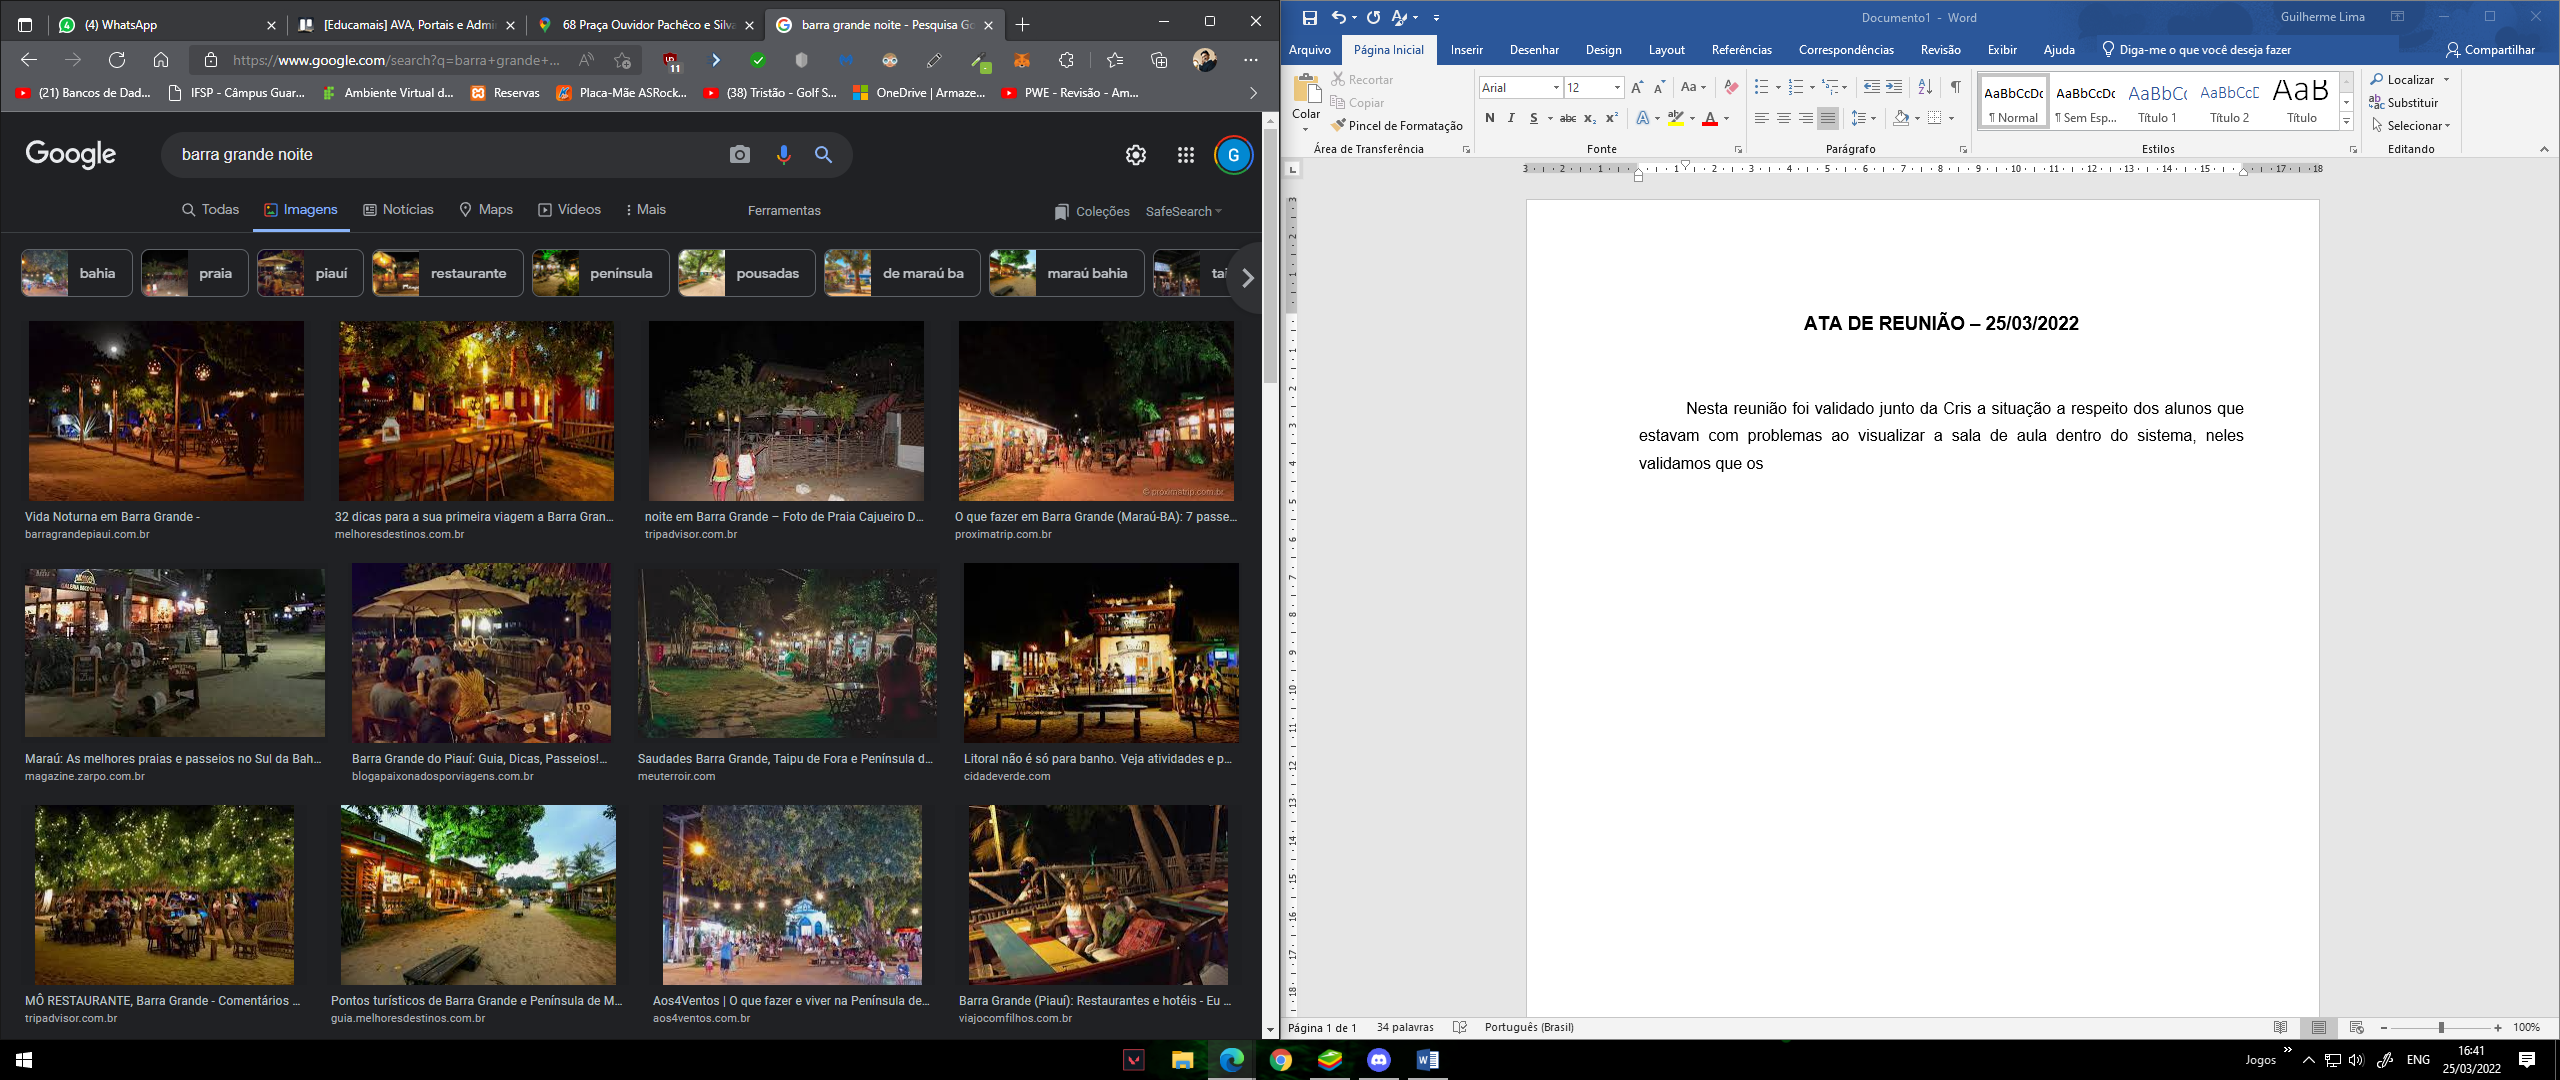 (4) WhatsApp
[Educamais] AVA, Portais e Admi
68 Praça Ouvidor Pachêco e Silva
barra grande noite - Pesquisa Go
https://www.google.com/search?q=barra+grande+...
11
(21) Bancos de Dad...
IFSP - Câmpus Guar...
Ambiente Virtual d...
Reservas
Placa-Mãe ASRock...
(38) Tristão - Golf S...
OneDrive | Armaze...
PWE - Revisão - Am...
Google
barra grande noite
G
Todas
Imagens
Notícias
Maps
Vídeos
Mais
Ferramentas
Coleções
SafeSearch
bahia
praia
piauí
restaurante
península
pousadas
de maraú ba
maraú bahia
tai
© proximatrip.com.br
Vida Noturna em Barra Grande -
barragrandepiaui.com.br
32 dicas para a sua primeira viagem a Barra Gran...
melhoresdestinos.com.br
noite em Barra Grande – Foto de Praia Cajueiro D...
tripadvisor.com.br
O que fazer em Barra Grande (Maraú-BA): 7 passe...
proximatrip.com.br
Maraú: As melhores praias e passeios no Sul da Bah...
magazine.zarpo.com.br
Barra Grande do Piauí: Guia, Dicas, Passeios!...
blogapaixonadosporviagens.com.br
Saudades Barra Grande, Taipu de Fora e Península d...
meuterroir.com
Litoral não é só para banho. Veja atividades e p...
cidadeverde.com
MÔ RESTAURANTE, Barra Grande - Comentários ...
tripadvisor.com.br
Pontos turísticos de Barra Grande e Península de M...
guia.melhoresdestinos.com.br
Aos4Ventos | O que fazer e viver na Península de...
aos4ventos.com.br
Barra Grande (Piauí): Restaurantes e hotéis - Eu ...
viajocomfilhos.com.br
Documento1 - Word
Guilherme Lima
Arquivo
Página Inicial
Inserir
Desenhar
Design
Layout
Referências
Correspondências
Revisão
Exibir
Ajuda
Diga-me o que você deseja fazer
Compartilhar
Colar
Recortar
Copiar
Pincel de Formatação
Área de Transferência
Arial
12
N I S abc x₂ x²
Fonte
Parágrafo
AaBbCcDc
¶ Normal
AaBbCcDc
¶ Sem Esp...
AaBbCc
Título 1
AaBbCcD
Título 2
AaB
Título
Estilos
Localizar
Substituir
Selecionar
Editando
ATA DE REUNIÃO – 25/03/2022
Nesta reunião foi validado junto da Cris a situação a respeito dos alunos que
estavam com problemas ao visualizar a sala de aula dentro do sistema, neles
validamos que os
Página 1 de 1
34 palavras
Português (Brasil)
100%
Jogos
ENG
16:41
25/03/2022